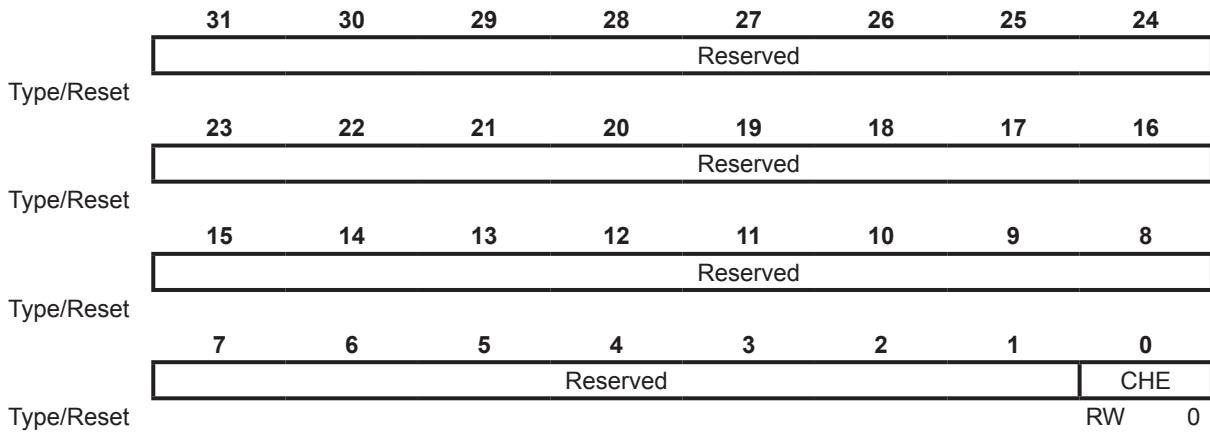 31 30 29 28 27 26 25 24
Reserved
Type/Reset
23 22 21 20 19 18 17 16
Reserved
Type/Reset
15 14 13 12 11 10 9 8
Reserved
Type/Reset
7 6 5 4 3 2 1 0
Reserved CHE
Type/Reset RW 0